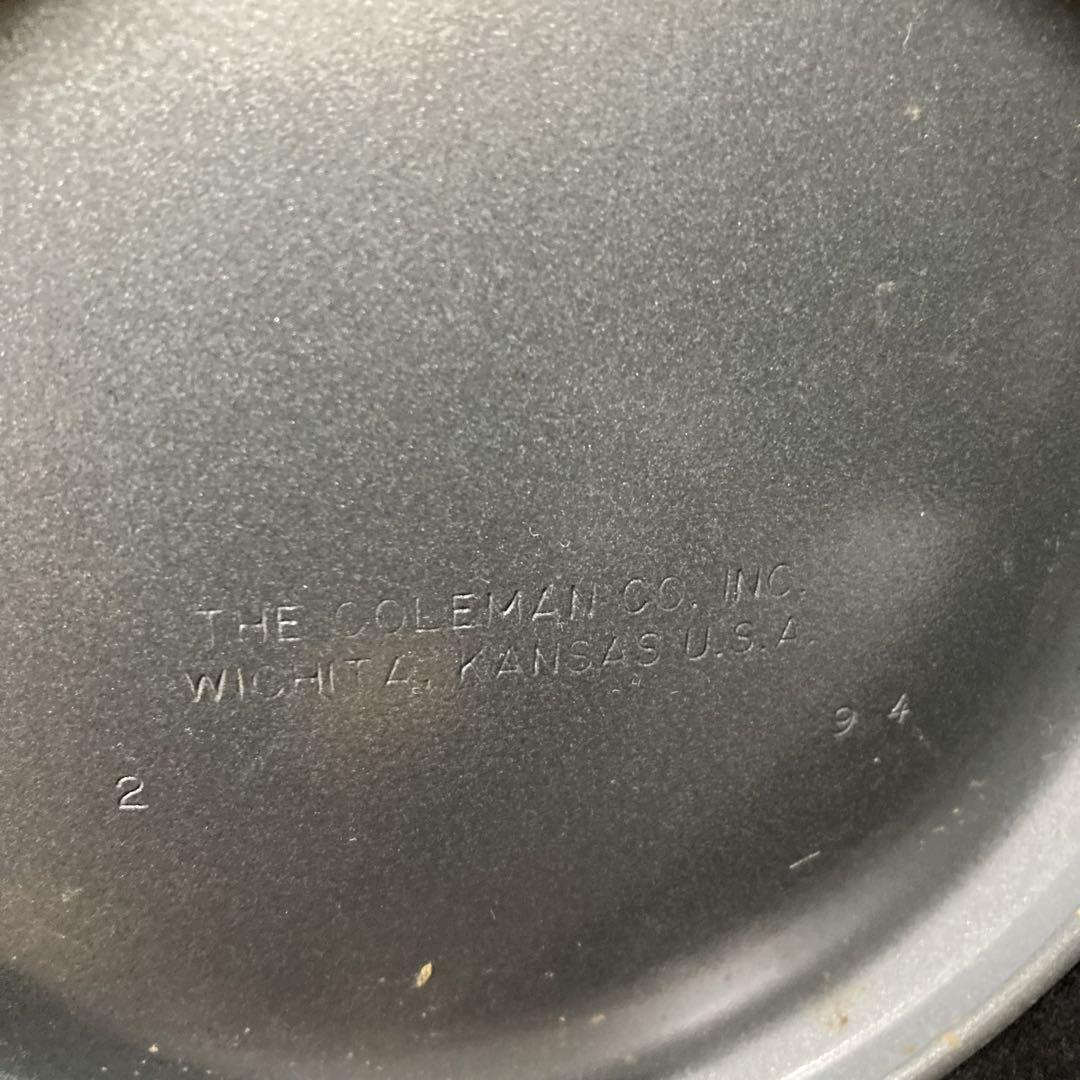 THE COLEMAN CO. INC.
WICHITA, KANSAS U.S.A.
9 4
2